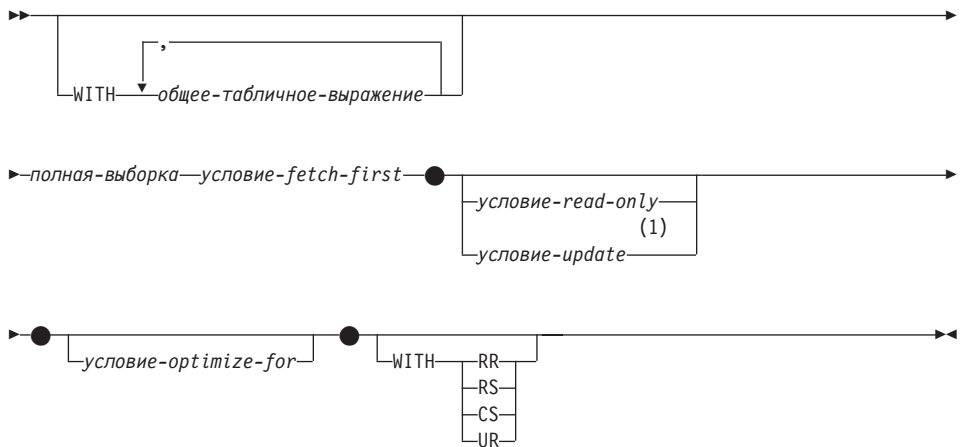 ,
WITH общее-табличное-выражение
полная-выборка условие-fetch-first
условие-read-only
(1)
условие-update
условие-optimize-for
WITH RR
RS
CS
UR